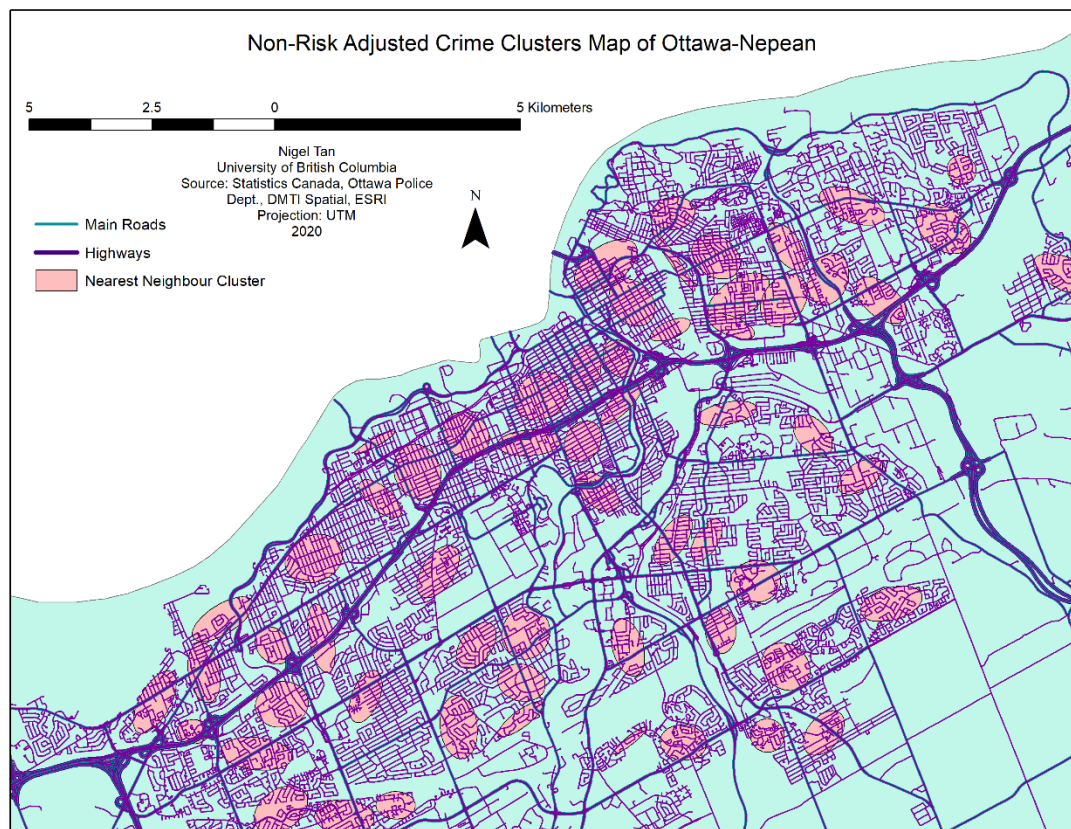 Non-Risk Adjusted Crime Clusters Map of Ottawa-Nepean
5 2.5 0 5 Kilometers
Nigel Tan
University of British Columbia
Source: Statistics Canada, Ottawa Police
Dept., DMTI Spatial, ESRI
Projection: UTM
2020
N
Main Roads
Highways
Nearest Neighbour Cluster